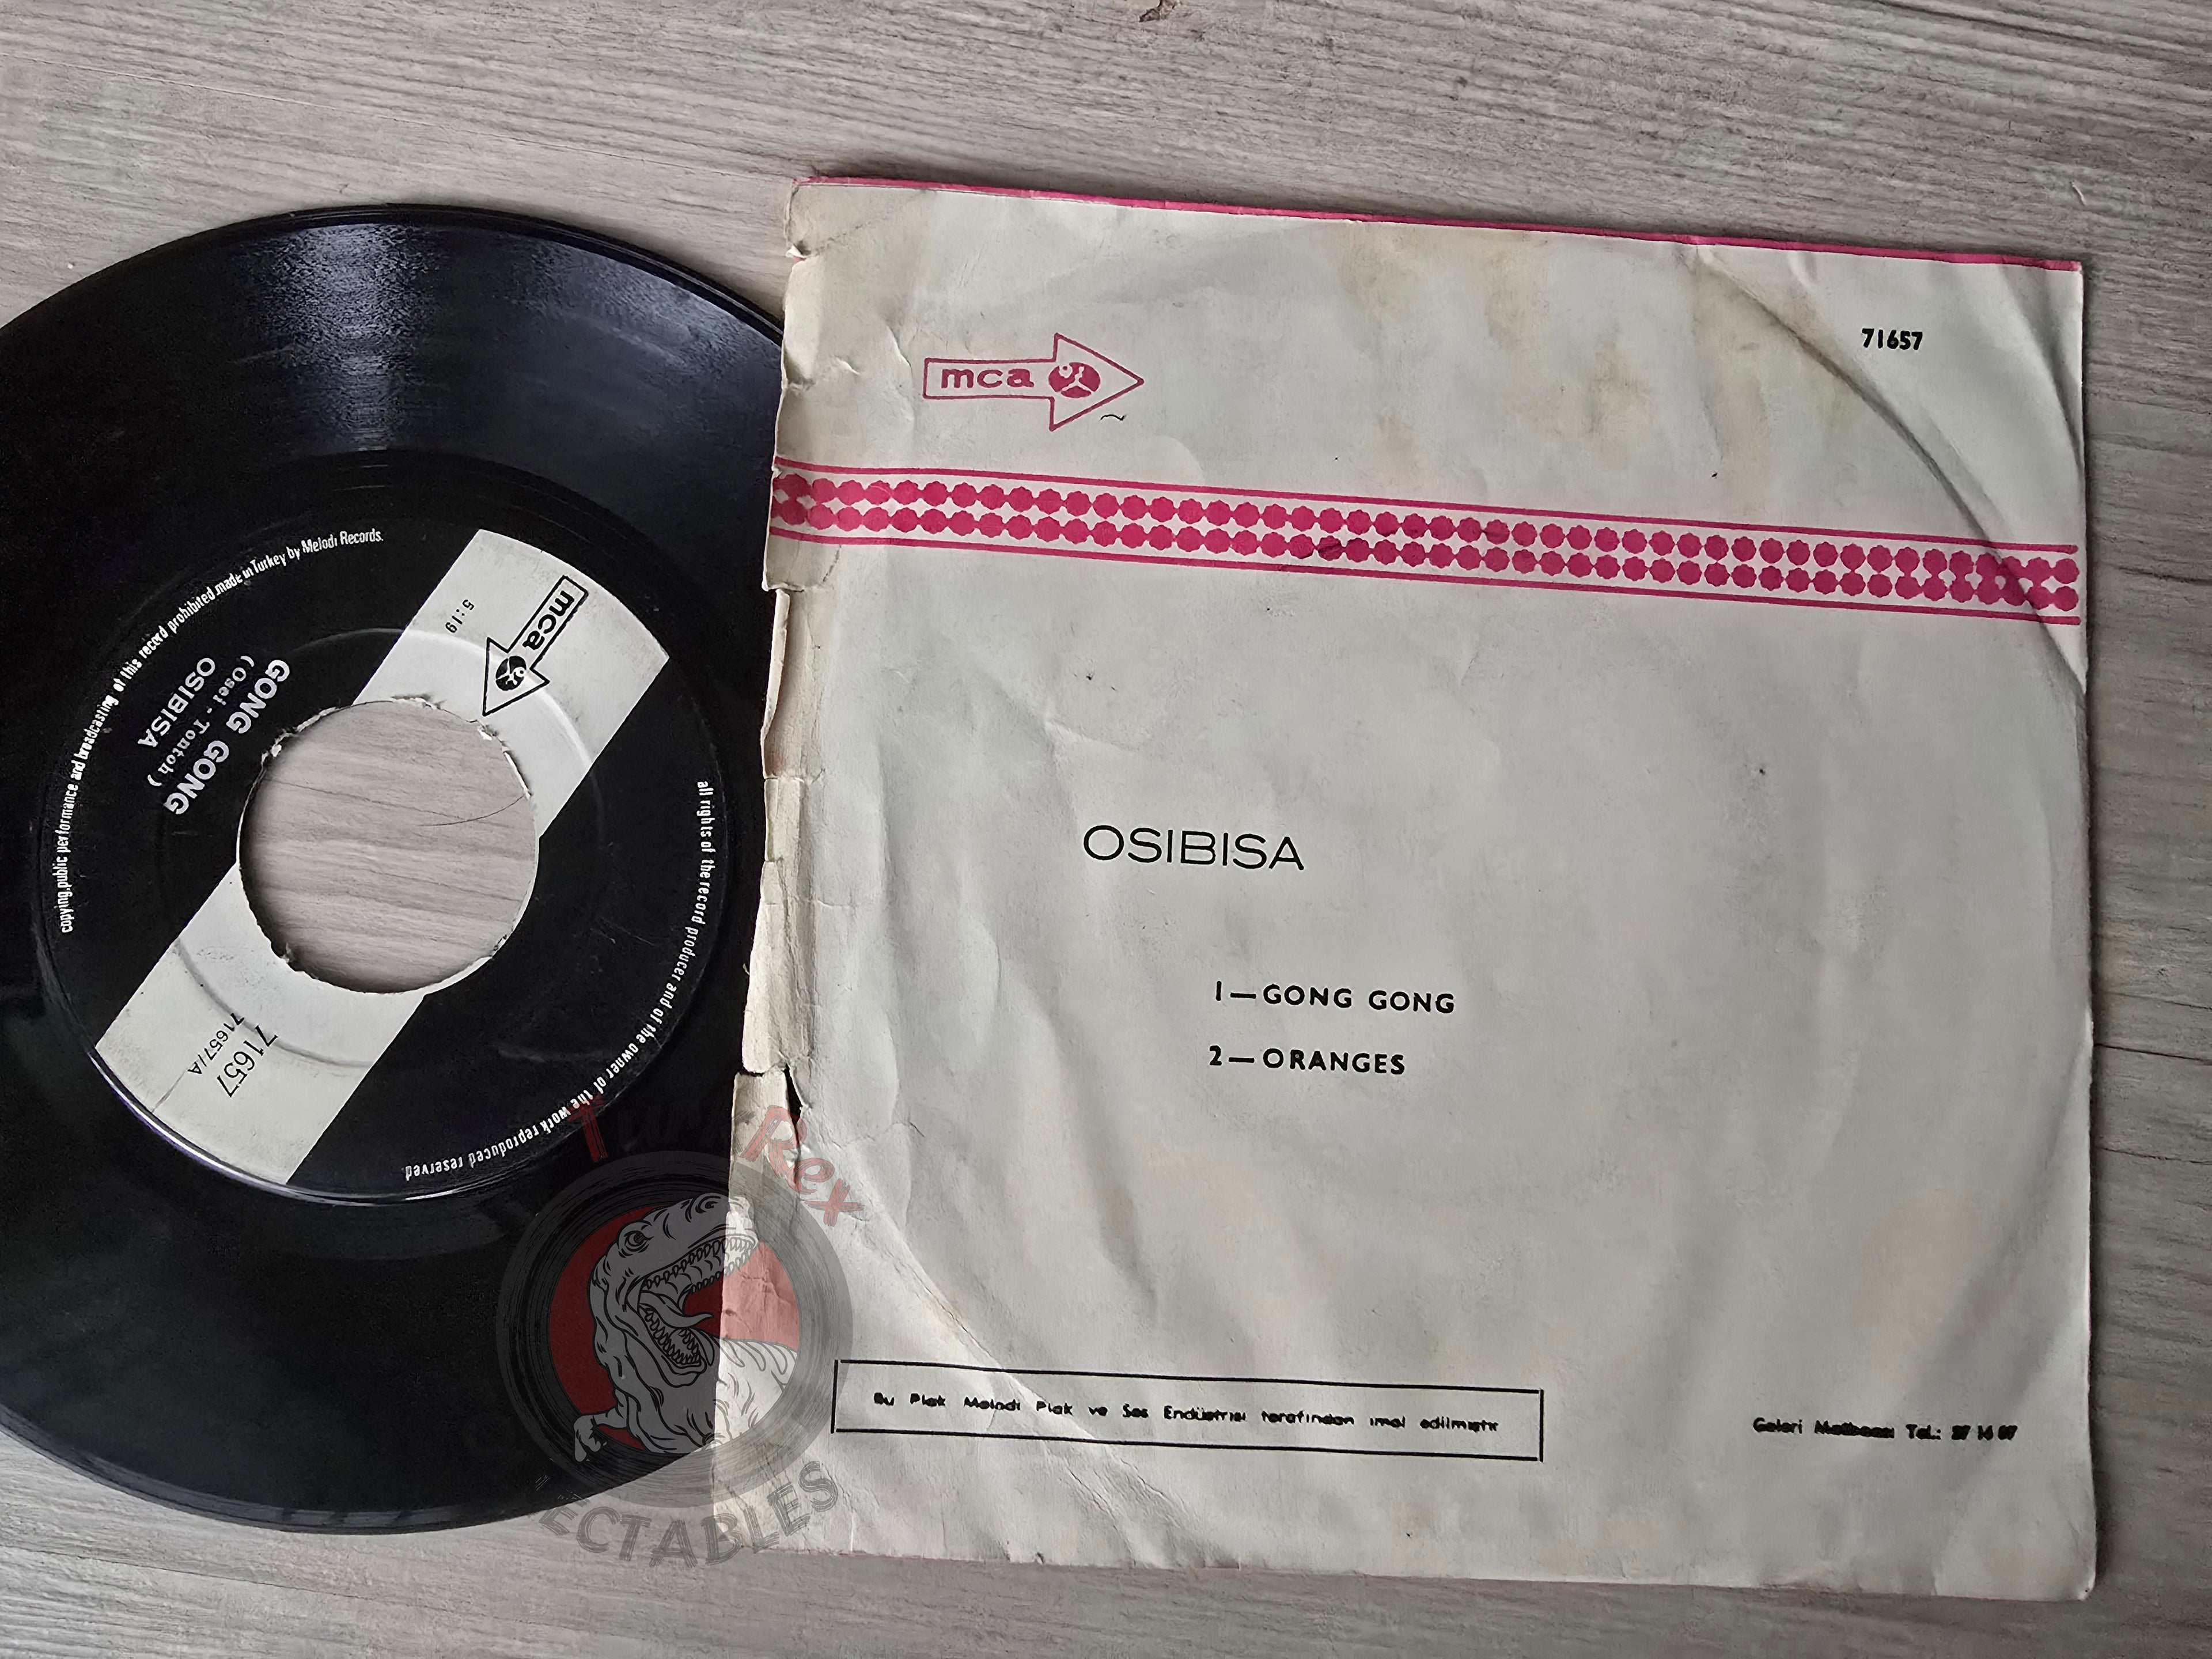 mca
71657
OSIBISA
1—GONG GONG
2—ORANGES
Bu Plak Melodi Plak ve Ses Endüstrisi tarafından imal edilmiştir
Galeri Matbaası Tel.:
mca
5:19
GONG GONG
(Osei - Tontoh)
OSIBISA
71657
71657/A
copying,public performance and broadcasting of this record prohibited.made in Turkey by Melodi Records.
all rights of the record producer and of the owner of the work reproduced reserved
Rex
ECTABLES